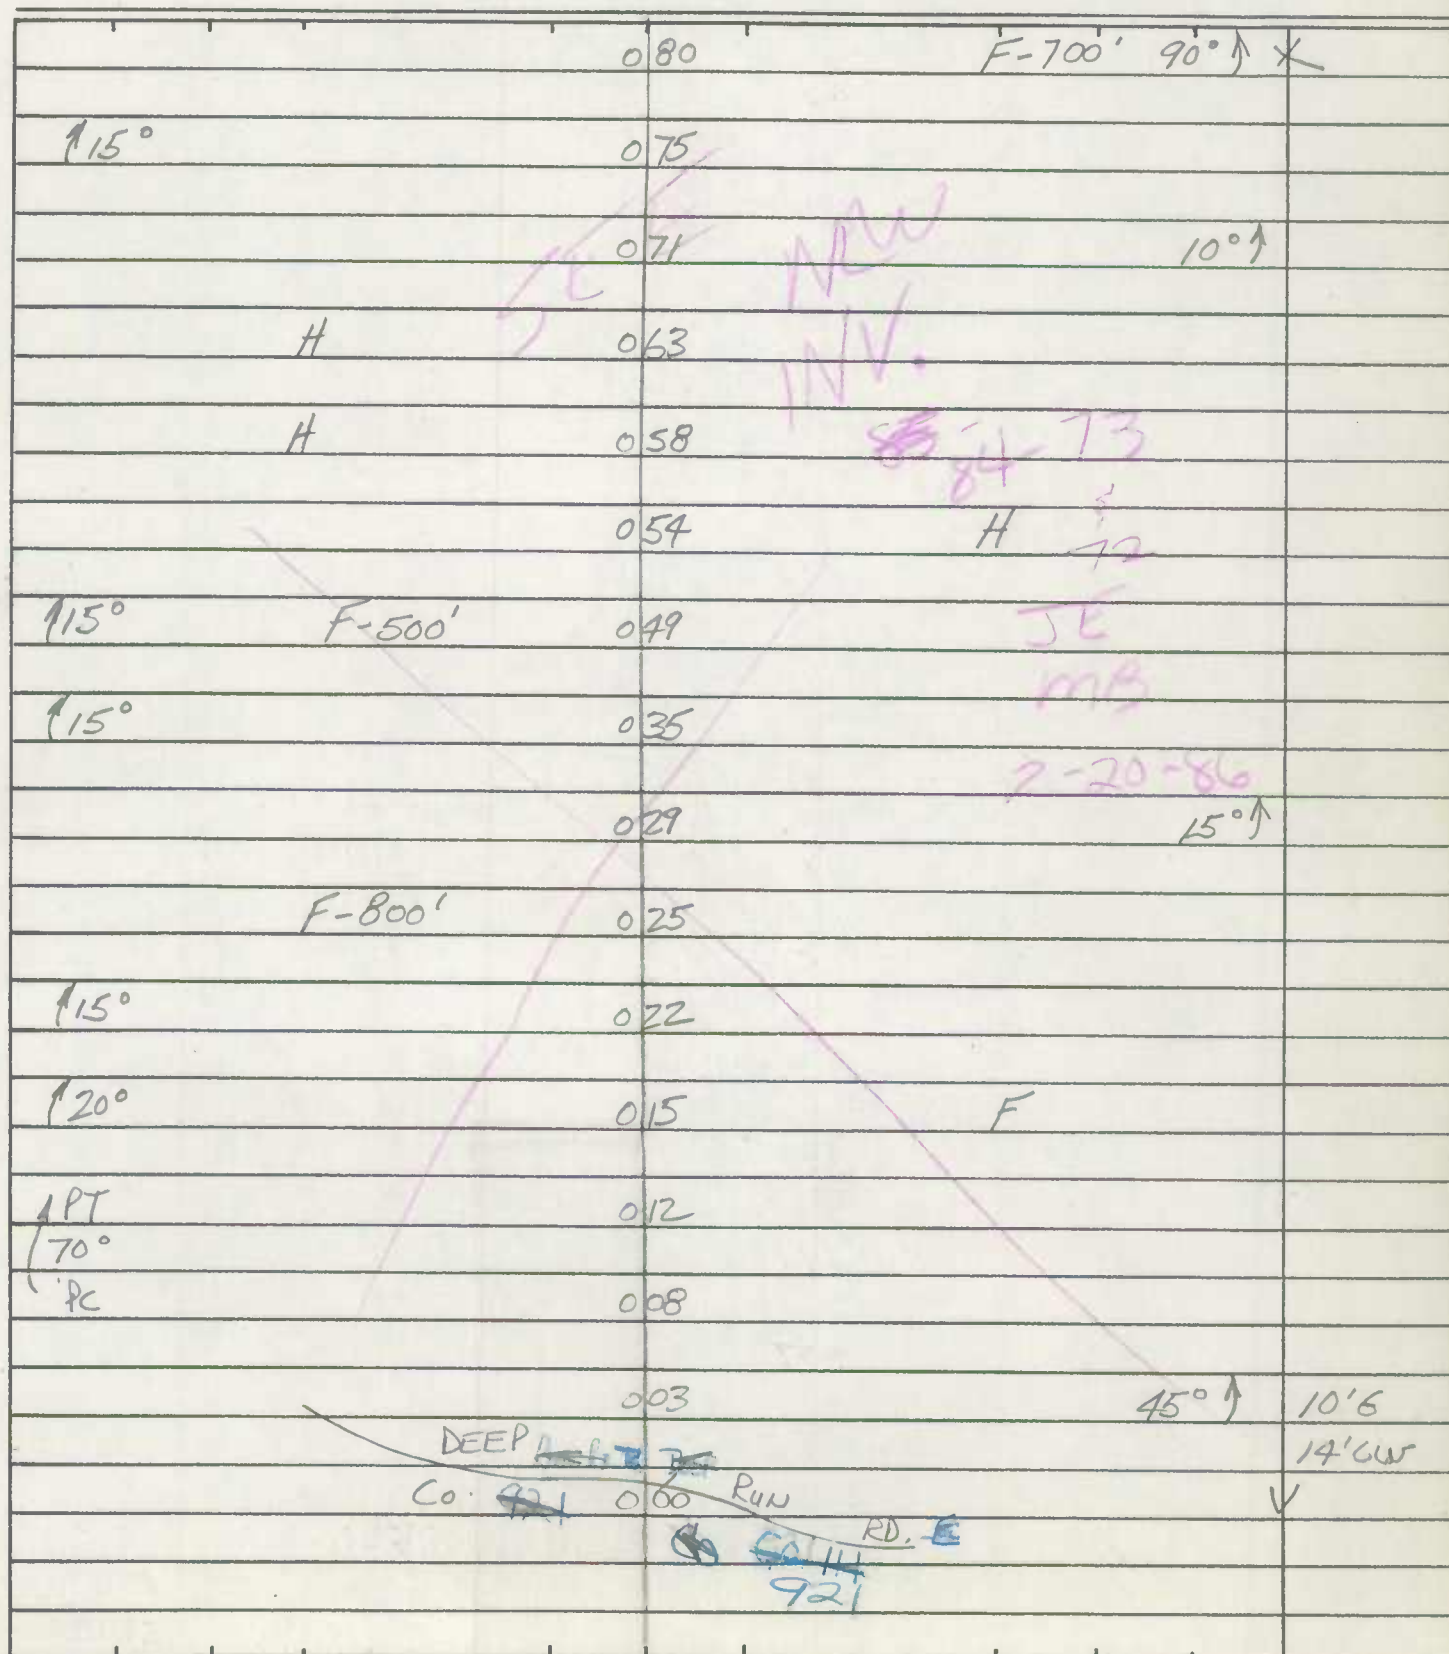 0 80 F-700' 90°
15° 0 75
NEW
0 71 10°
H 0 63
INV.
H 0 58
84-73
0 54 H
72
15° F-500' 0 49
JE
15° 0 35
MB
2-20-86
0 29 15°
F-800' 0 25
15° 0 22
20° 0 15 F
PT 0 12
70°
PC 0 08
0 03 45° 10'6
DEEP 14'
Co. 921 0 00 RUN
RD. E
921